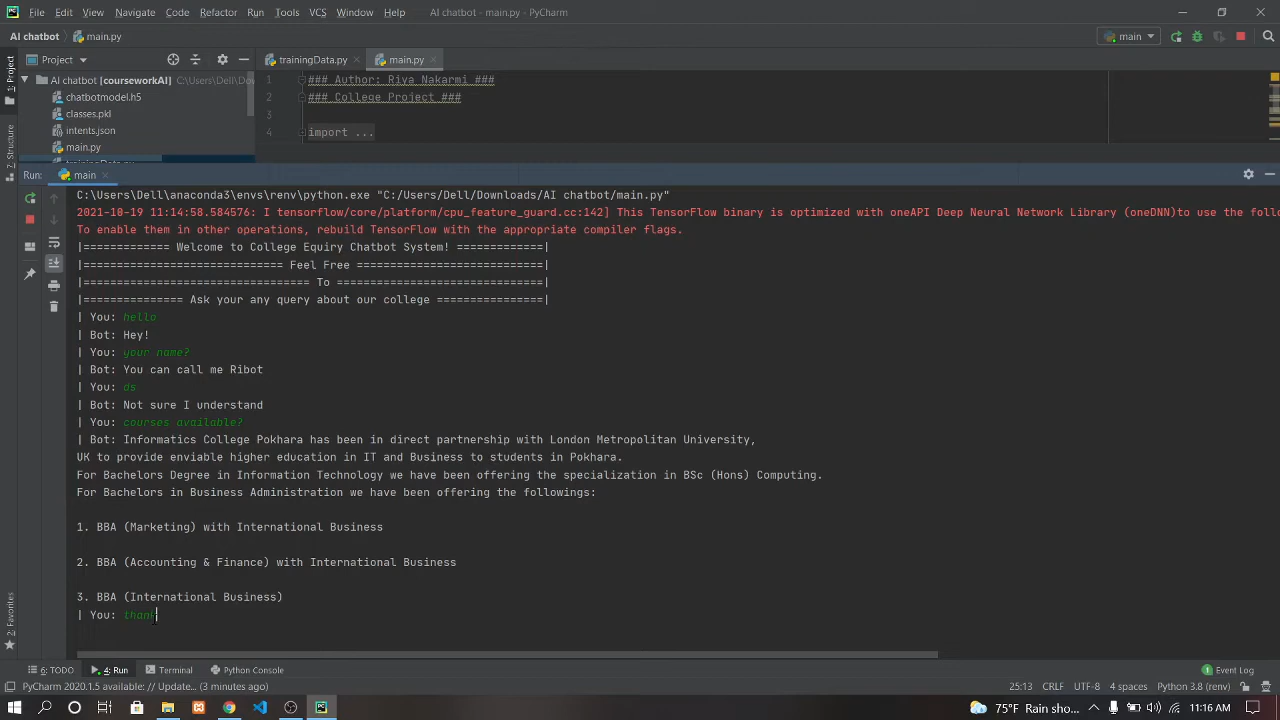 File Edit View Navigate Code Refactor Run Tools VCS Window Help AI chatbot - main.py - PyCharm
AI chatbot main.py main
Project trainingData.py main.py
1: Project
AI chatbot [courseworkAI] C:\Users\Dell\Dow
chatbotmodel.h5
classes.pkl
intents.json
main.py
1 ### Author: Riya Nakarmi ###
2 ### College Project ###
3
4 import ...
Run: main
C:\Users\Dell\anaconda3\envs\renv\python.exe "C:/Users/Dell/Downloads/AI chatbot/main.py"
2021-10-19 11:14:58.584576: I tensorflow/core/platform/cpu_feature_guard.cc:142] This TensorFlow binary is optimized with oneAPI Deep Neural Network Library (oneDNN)to use the follo
To enable them in other operations, rebuild TensorFlow with the appropriate compiler flags.
|============= Welcome to College Equiry Chatbot System! =============|
|============================== Feel Free ============================|
|================================== To ================================|
|=============== Ask your any query about our college ================|
| You: hello
| Bot: Hey!
| You: your name?
| Bot: You can call me Ribot
| You: ds
| Bot: Not sure I understand
| You: courses available?
| Bot: Informatics College Pokhara has been in direct partnership with London Metropolitan University,
UK to provide enviable higher education in IT and Business to students in Pokhara.
For Bachelors Degree in Information Technology we have been offering the specialization in BSc (Hons) Computing.
For Bachelors in Business Administration we have been offering the followings:
1. BBA (Marketing) with International Business
2. BBA (Accounting & Finance) with International Business
3. BBA (International Business)
| You: thank
7: Structure
2: Favorites
6: TODO 4: Run Terminal Python Console 1 Event Log
PyCharm 2020.1.5 available: // Update... (3 minutes ago) 25:13 CRLF UTF-8 4 spaces Python 3.8 (renv)
75°F Rain sho... 11:16 AM